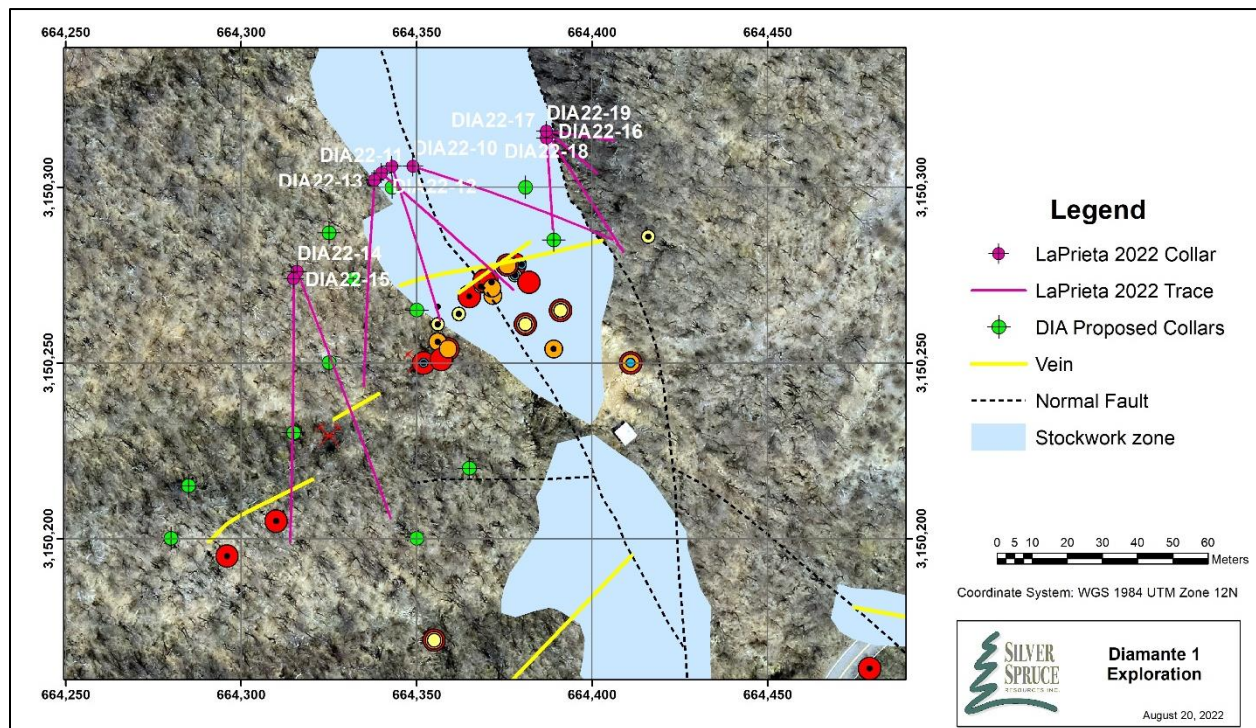 664,250 664,300 664,350 664,400 664,450
3,150,300 3,150,300
3,150,250 3,150,250
3,150,200 3,150,200
664,250 664,300 664,350 664,400 664,450
DIA22-17 DIA22-19
DIA22-16
DIA22-18
DIA22-11 DIA22-10
DIA22-13 DIA22-12
DIA22-14
DIA22-15
Legend
LaPrieta 2022 Collar
LaPrieta 2022 Trace
DIA Proposed Collars
Vein
Normal Fault
Stockwork zone
0 5 10 20 30 40 50 60
Meters
Coordinate System: WGS 1984 UTM Zone 12N
SILVER
SPRUCE
RESOURCES INC.
Diamante 1
Exploration
August 20, 2022